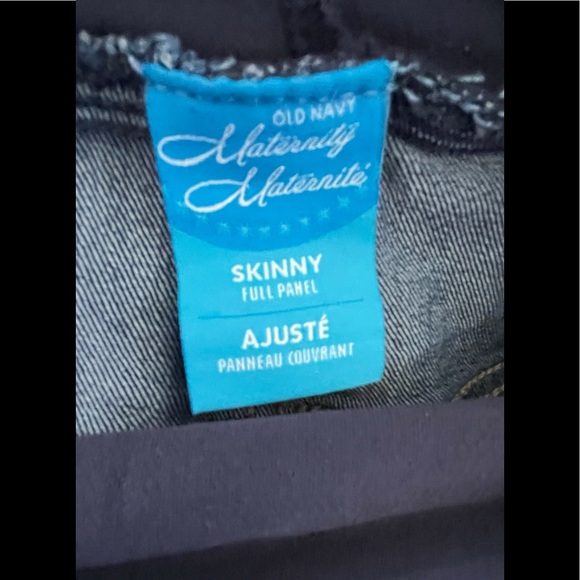 OLD NAVY
Maternity
Maternité
SKINNY
FULL PANEL
AJUSTÉ
PANNEAU COUVRANT